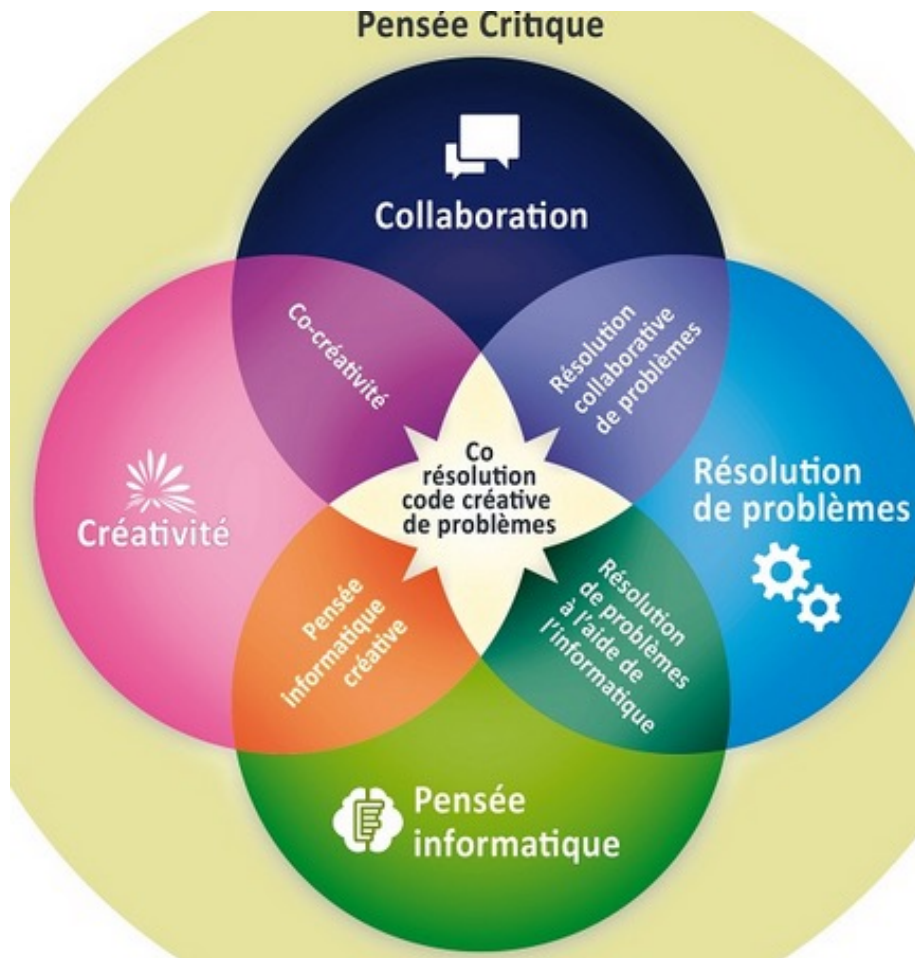 Pensée Critique
Collaboration
Co-créativité
Résolution
collaborative
de problèmes
Créativité
Co
résolution
code créative
de problèmes
Résolution
de problèmes
Pensée
informatique
créative
Résolution
de problèmes
à l'aide de
l'informatique
Pensée
informatique